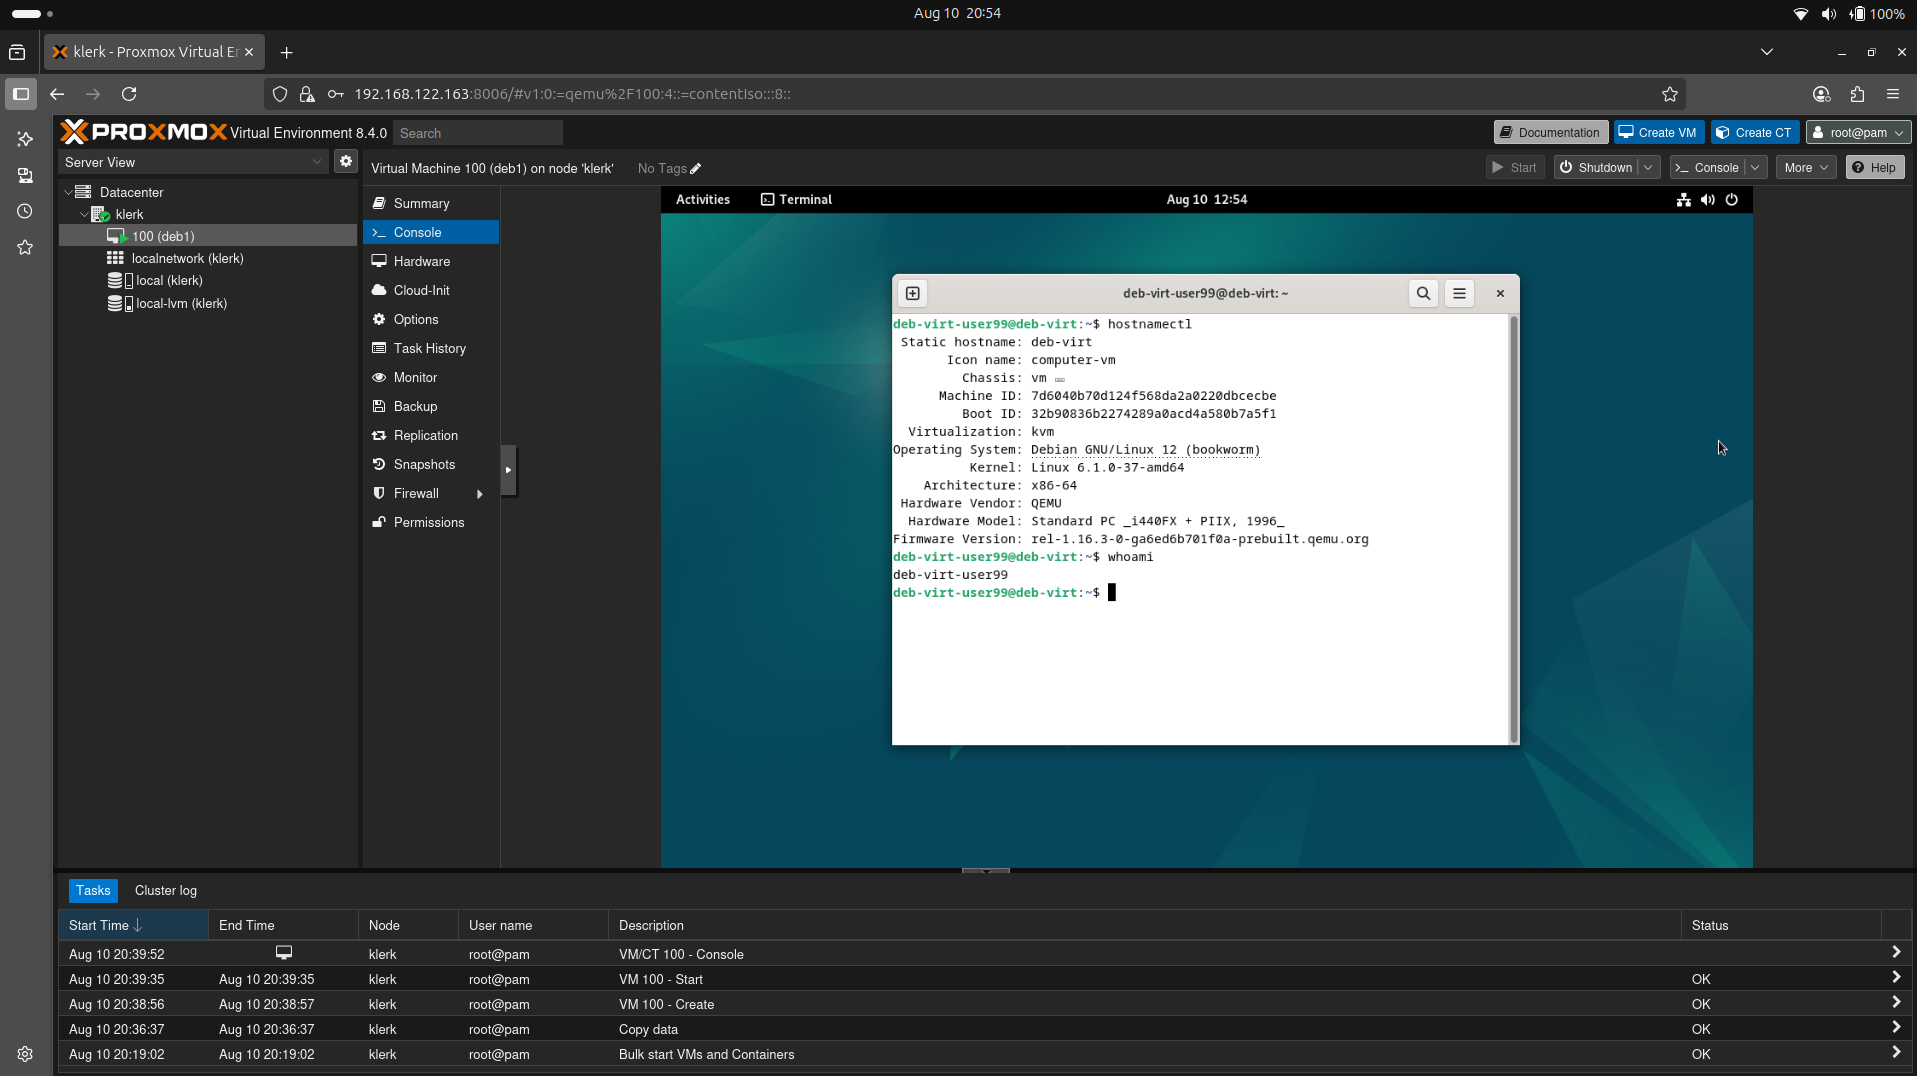 Aug 10 20:54
100%
klerk - Proxmox Virtual En
192.168.122.163:8006/#v1:0:=qemu%2F100:4::=contentIso:::8::
PROXMOX Virtual Environment 8.4.0
Search
Documentation
Create VM
Create CT
root@pam
Server View
Virtual Machine 100 (deb1) on node 'klerk'
No Tags
Start
Shutdown
Console
More
Help
Datacenter
klerk
100 (deb1)
localnetwork (klerk)
local (klerk)
local-lvm (klerk)
Summary
Console
Hardware
Cloud-Init
Options
Task History
Monitor
Backup
Replication
Snapshots
Firewall
Permissions
Activities
Terminal
Aug 10 12:54
deb-virt-user99@deb-virt: ~
deb-virt-user99@deb-virt:~$ hostnamectl
Static hostname: deb-virt
Icon name: computer-vm
Chassis: vm
Machine ID: 7d6040b70d124f568da2a0220dbcecbe
Boot ID: 32b90836b2274289a0acd4a580b7a5f1
Virtualization: kvm
Operating System: Debian GNU/Linux 12 (bookworm)
Kernel: Linux 6.1.0-37-amd64
Architecture: x86-64
Hardware Vendor: QEMU
Hardware Model: Standard PC _i440FX + PIIX, 1996_
Firmware Version: rel-1.16.3-0-ga6ed6b701f0a-prebuilt.qemu.org
deb-virt-user99@deb-virt:~$ whoami
deb-virt-user99
deb-virt-user99@deb-virt:~$
Tasks
Cluster log
Start Time
End Time
Node
User name
Description
Status
Aug 10 20:39:52 klerk root@pam VM/CT 100 - Console
Aug 10 20:39:35 Aug 10 20:39:35 klerk root@pam VM 100 - Start OK
Aug 10 20:38:56 Aug 10 20:38:57 klerk root@pam VM 100 - Create OK
Aug 10 20:36:37 Aug 10 20:36:37 klerk root@pam Copy data OK
Aug 10 20:19:02 Aug 10 20:19:02 klerk root@pam Bulk start VMs and Containers OK